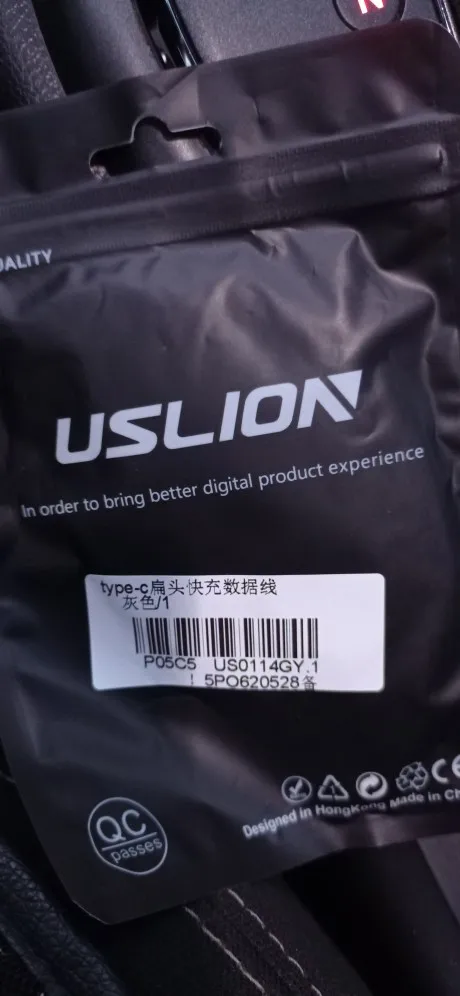 N
UALITY
USLION
In order to bring better digital product experience
type-c扁头快充数据线
灰色/1
P05C5 US0114GY.1
5PO620528备
CE
Designed in HongKong Made in Ch
QC
passes